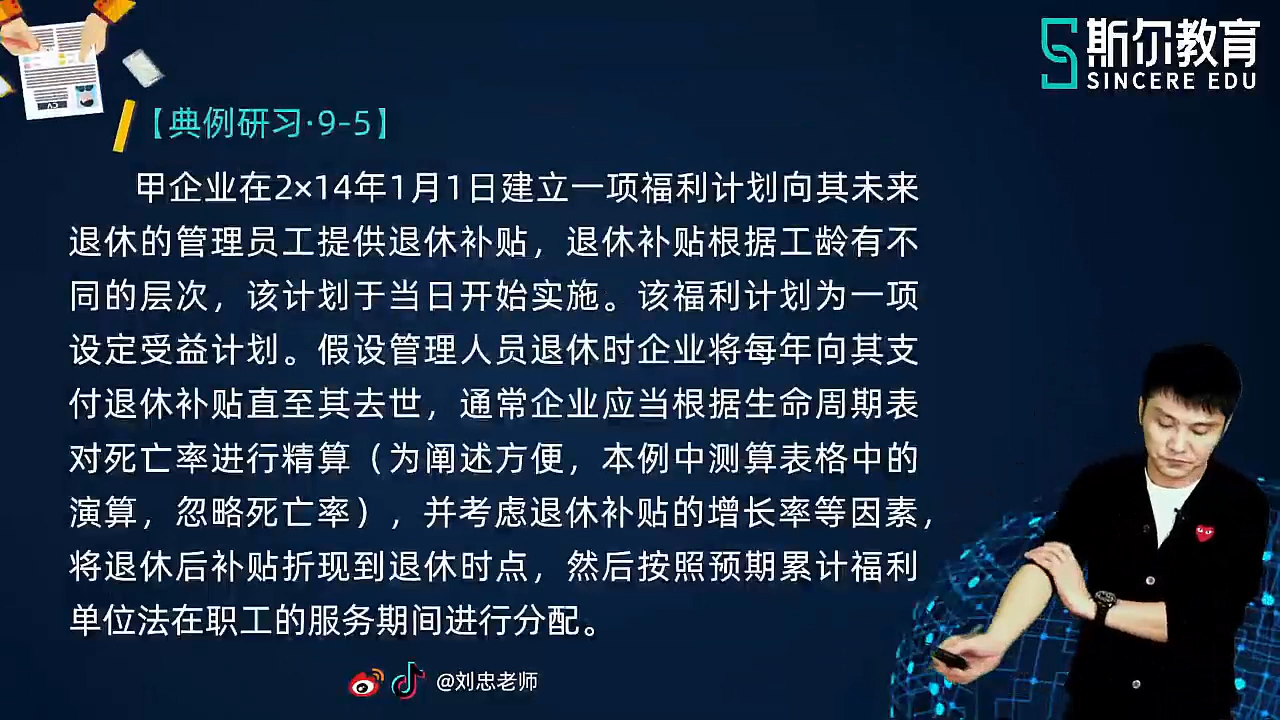 斯尔教育
SINCERE EDU
【典例研习·9-5】
甲企业在2×14年1月1日建立一项福利计划向其未来
退休的管理员工提供退休补贴，退休补贴根据工龄有不
同的层次，该计划于当日开始实施。该福利计划为一项
设定受益计划。假设管理人员退休时企业将每年向其支
付退休补贴直至其去世，通常企业应当根据生命周期表
对死亡率进行精算（为阐述方便，本例中测算表格中的
演算，忽略死亡率），并考虑退休补贴的增长率等因素，
将退休后补贴折现到退休时点，然后按照预期累计福利
单位法在职工的服务期间进行分配。
@刘忠老师